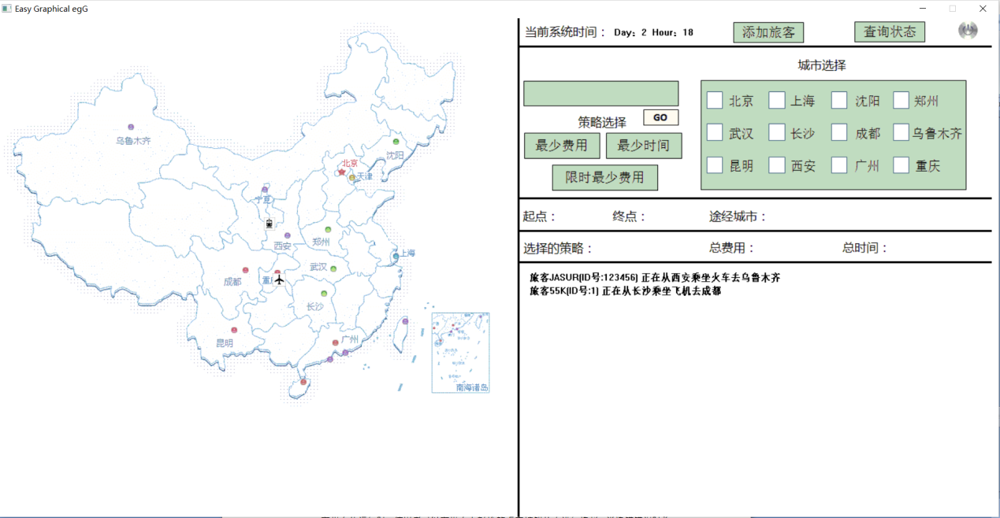 Easy Graphical egG
当前系统时间： Day: 2 Hour: 18
添加旅客
查询状态
城市选择
北京 上海 沈阳 郑州
武汉 长沙 成都 乌鲁木齐
昆明 西安 广州 重庆
策略选择
GO
最少费用
最少时间
限时最少费用
起点： 终点： 途经城市：
选择的策略： 总费用： 总时间：
旅客JASUR(ID号:123456) 正在从西安乘坐火车去乌鲁木齐
旅客55K(ID号:1) 正在从长沙乘坐飞机去成都
乌鲁木齐
沈阳
北京
天津
宁夏
西安
郑州
上海
武汉
成都
重
长沙
昆明
广州
南海诸岛